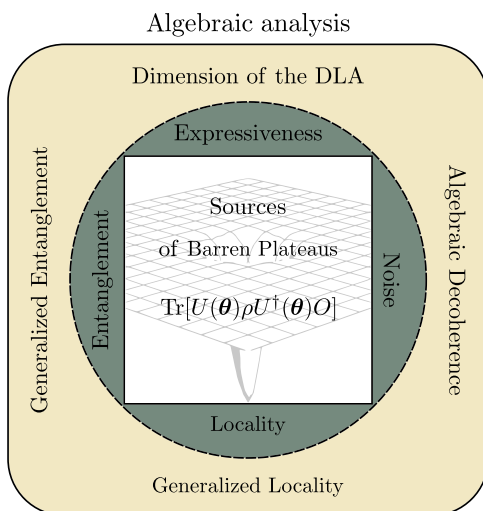 Algebraic analysis
Dimension of the DLA
Expressiveness
Generalized Entanglement
Entanglement
Sources
of Barren Plateaus
Tr[U(θ)ρU†(θ)O]
Noise
Algebraic Decoherence
Locality
Generalized Locality